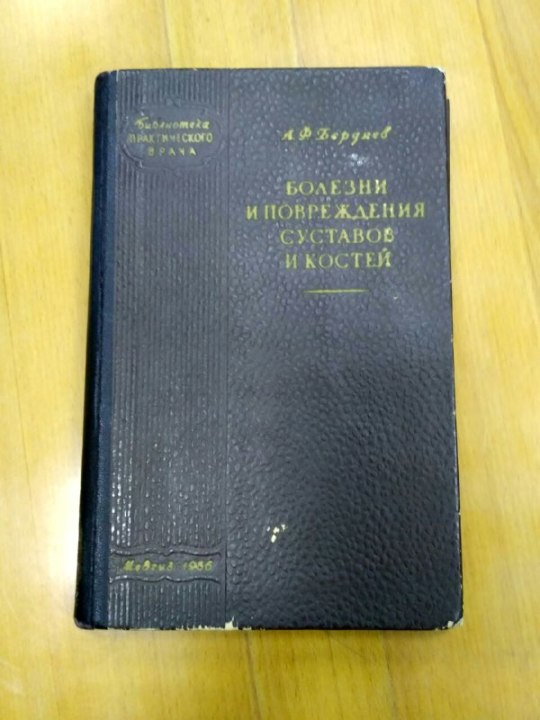 Библиотека
ПРАКТИЧЕСКОГО
ВРАЧА
А. Ф. Бердяев
БОЛЕЗНИ
И ПОВРЕЖДЕНИЯ
СУСТАВОВ
И КОСТЕЙ
Медгиз 1956